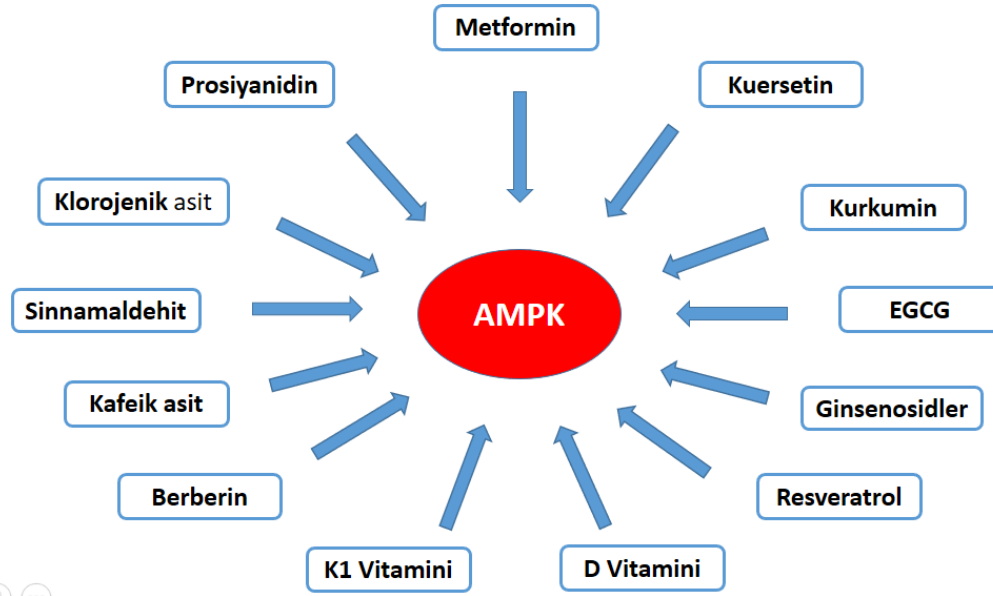 Metformin
Prosiyanidin
Kuersetin
Klorojenik asit
Kurkumin
Sinnamaldehit
AMPK
EGCG
Kafeik asit
Ginsenosidler
Berberin
Resveratrol
K1 Vitamini
D Vitamini